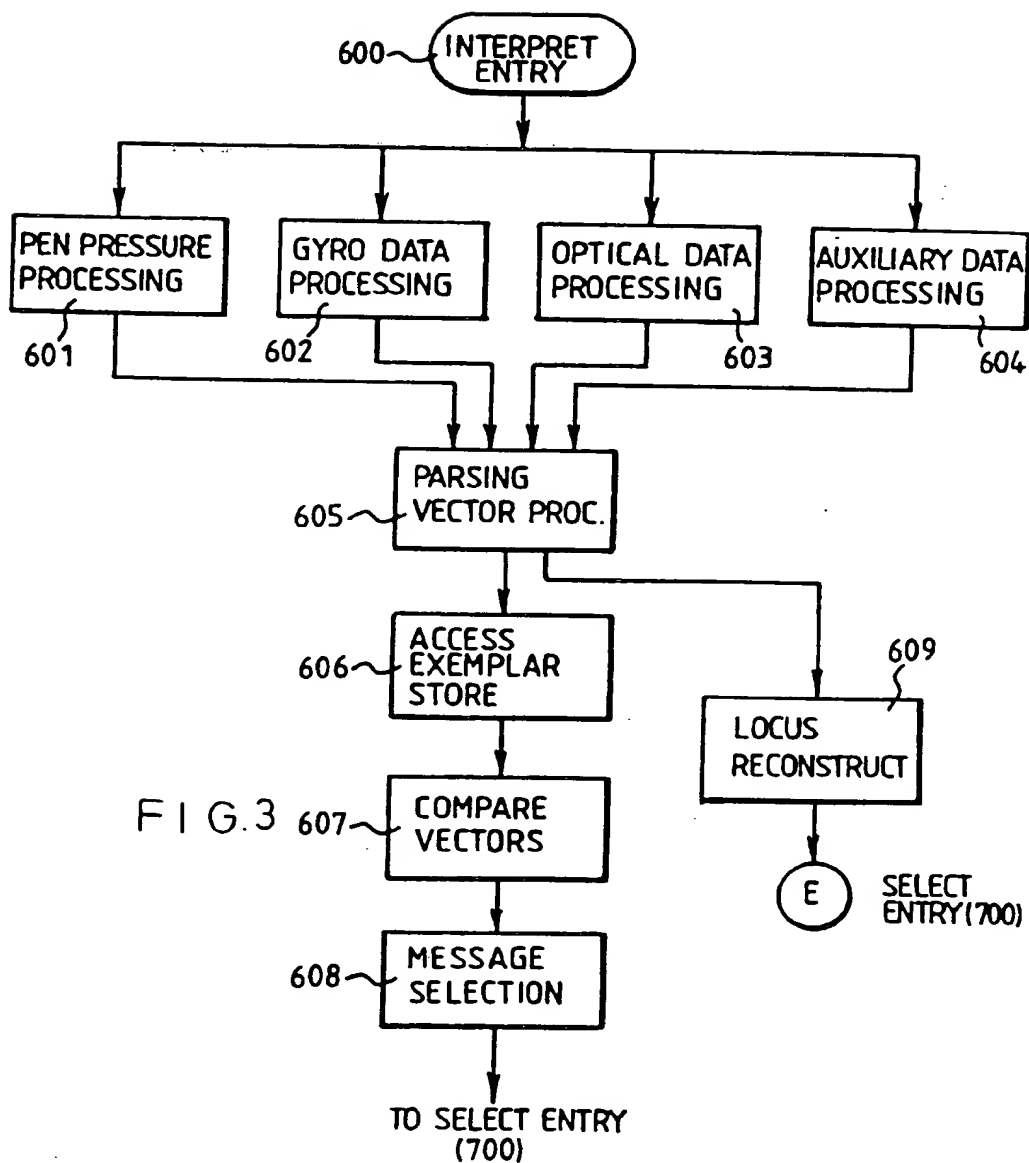 600
INTERPRET
ENTRY
PEN PRESSURE
PROCESSING
601
GYRO DATA
PROCESSING
602
OPTICAL DATA
PROCESSING
603
AUXILIARY DATA
PROCESSING
604
605
PARSING
VECTOR PROC.
606
ACCESS
EXEMPLAR
STORE
609
LOCUS
RECONSTRUCT
FIG.3
607
COMPARE
VECTORS
E
SELECT
ENTRY(700)
608
MESSAGE
SELECTION
TO SELECT ENTRY
(700)